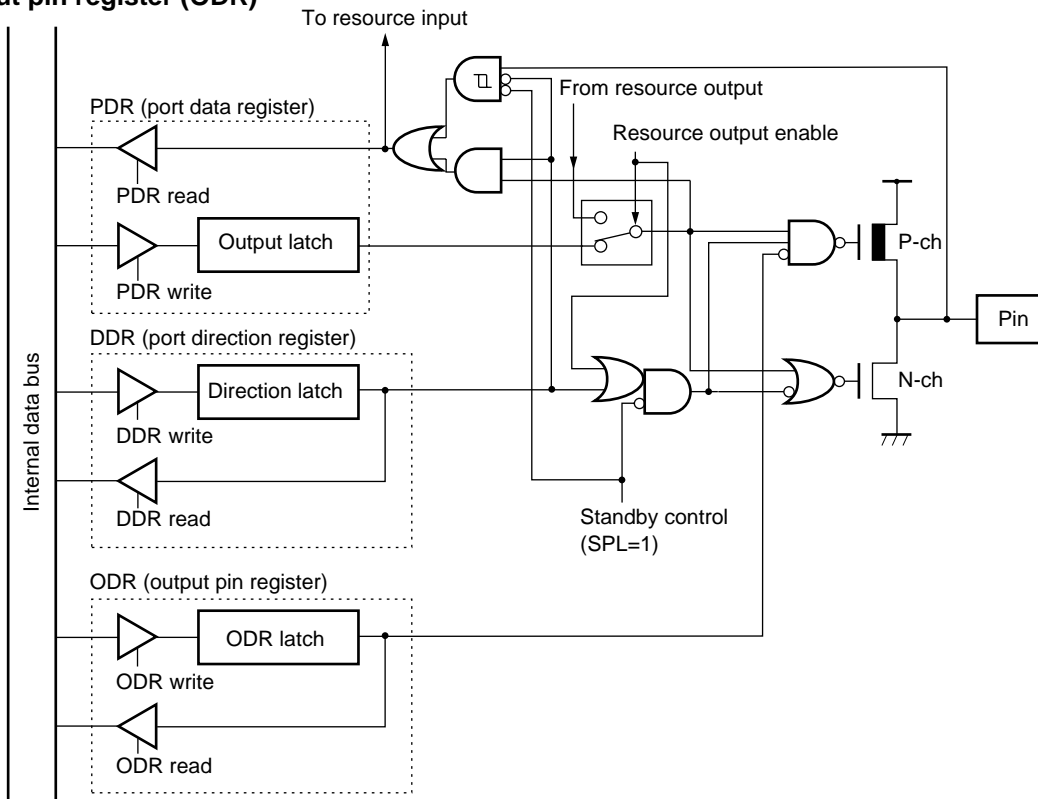 ut pin register (ODR)
To resource input
From resource output
PDR (port data register)
Resource output enable
PDR read
Output latch
P-ch
PDR write
Pin
DDR (port direction register)
Internal data bus
Direction latch
N-ch
DDR write
DDR read
Standby control
(SPL=1)
ODR (output pin register)
ODR latch
ODR write
ODR read